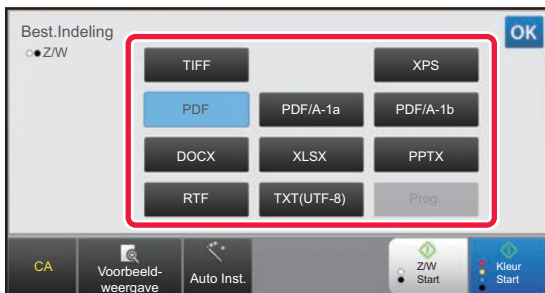 Best.Indeling
Z/W
OK
TIFF
XPS
PDF
PDF/A-1a
PDF/A-1b
DOCX
XLSX
PPTX
RTF
TXT(UTF-8)
Prog.
CA
Voorbeeld-
weergave
Auto Inst.
Z/W
Start
Kleur
Start